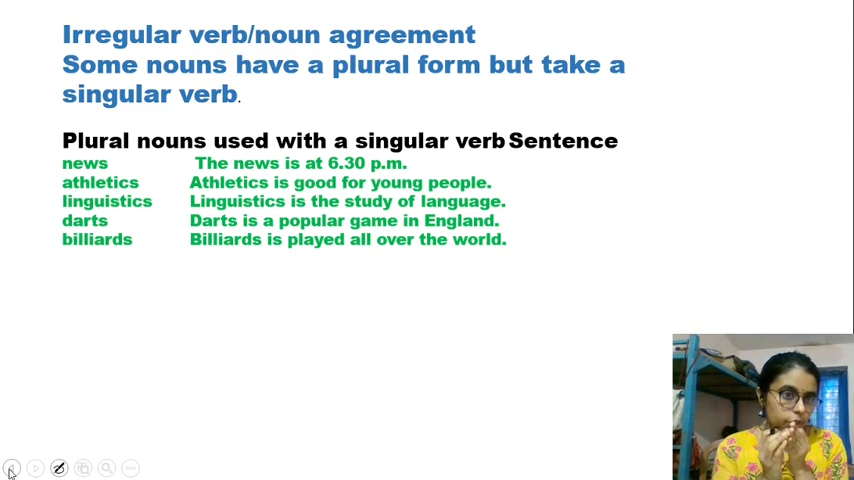 Irregular verb/noun agreement
Some nouns have a plural form but take a
singular verb.
Plural nouns used with a singular verb Sentence
news The news is at 6.30 p.m.
athletics Athletics is good for young people.
linguistics Linguistics is the study of language.
darts Darts is a popular game in England.
billiards Billiards is played all over the world.